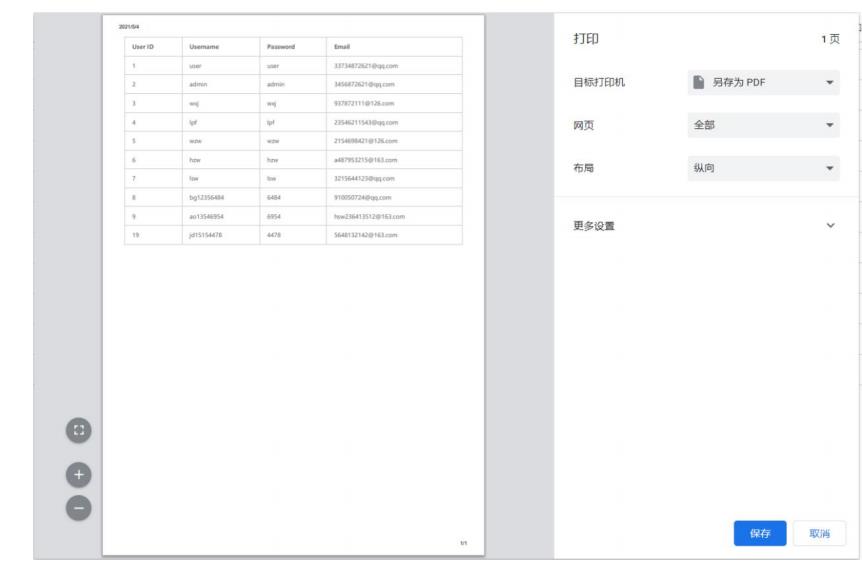 2021/5/4
User ID Username Password Email
1 user user 33734872621@qq.com
2 admin admin 3456872621@qq.com
3 wxj wxj 937872111@126.com
4 lpf lpf 23546211543@qq.com
5 wzw wzw 2154698421@126.com
6 hzw hzw a487953215@163.com
7 lsw lsw 3215644123@qq.com
8 bg12356484 6484 910050724@qq.com
9 ao13546954 6954 hsw236413512@163.com
19 jd15154478 4478 5648132142@163.com
1/1
打印 1 页
目标打印机 另存为 PDF
网页 全部
布局 纵向
更多设置
保存 取消